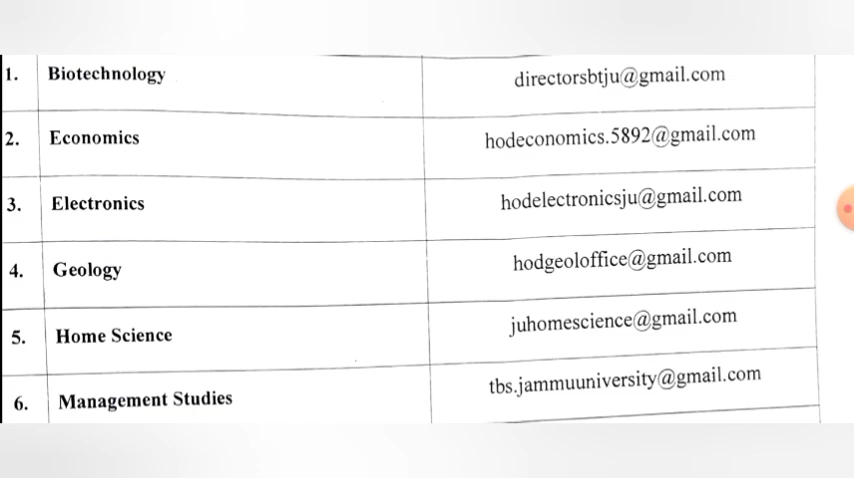 1. Biotechnology directorsbtju@gmail.com
2. Economics hodeconomics.5892@gmail.com
3. Electronics hodelectronicsju@gmail.com
4. Geology hodgeoloffice@gmail.com
5. Home Science juhomescience@gmail.com
6. Management Studies tbs.jammuuniversity@gmail.com